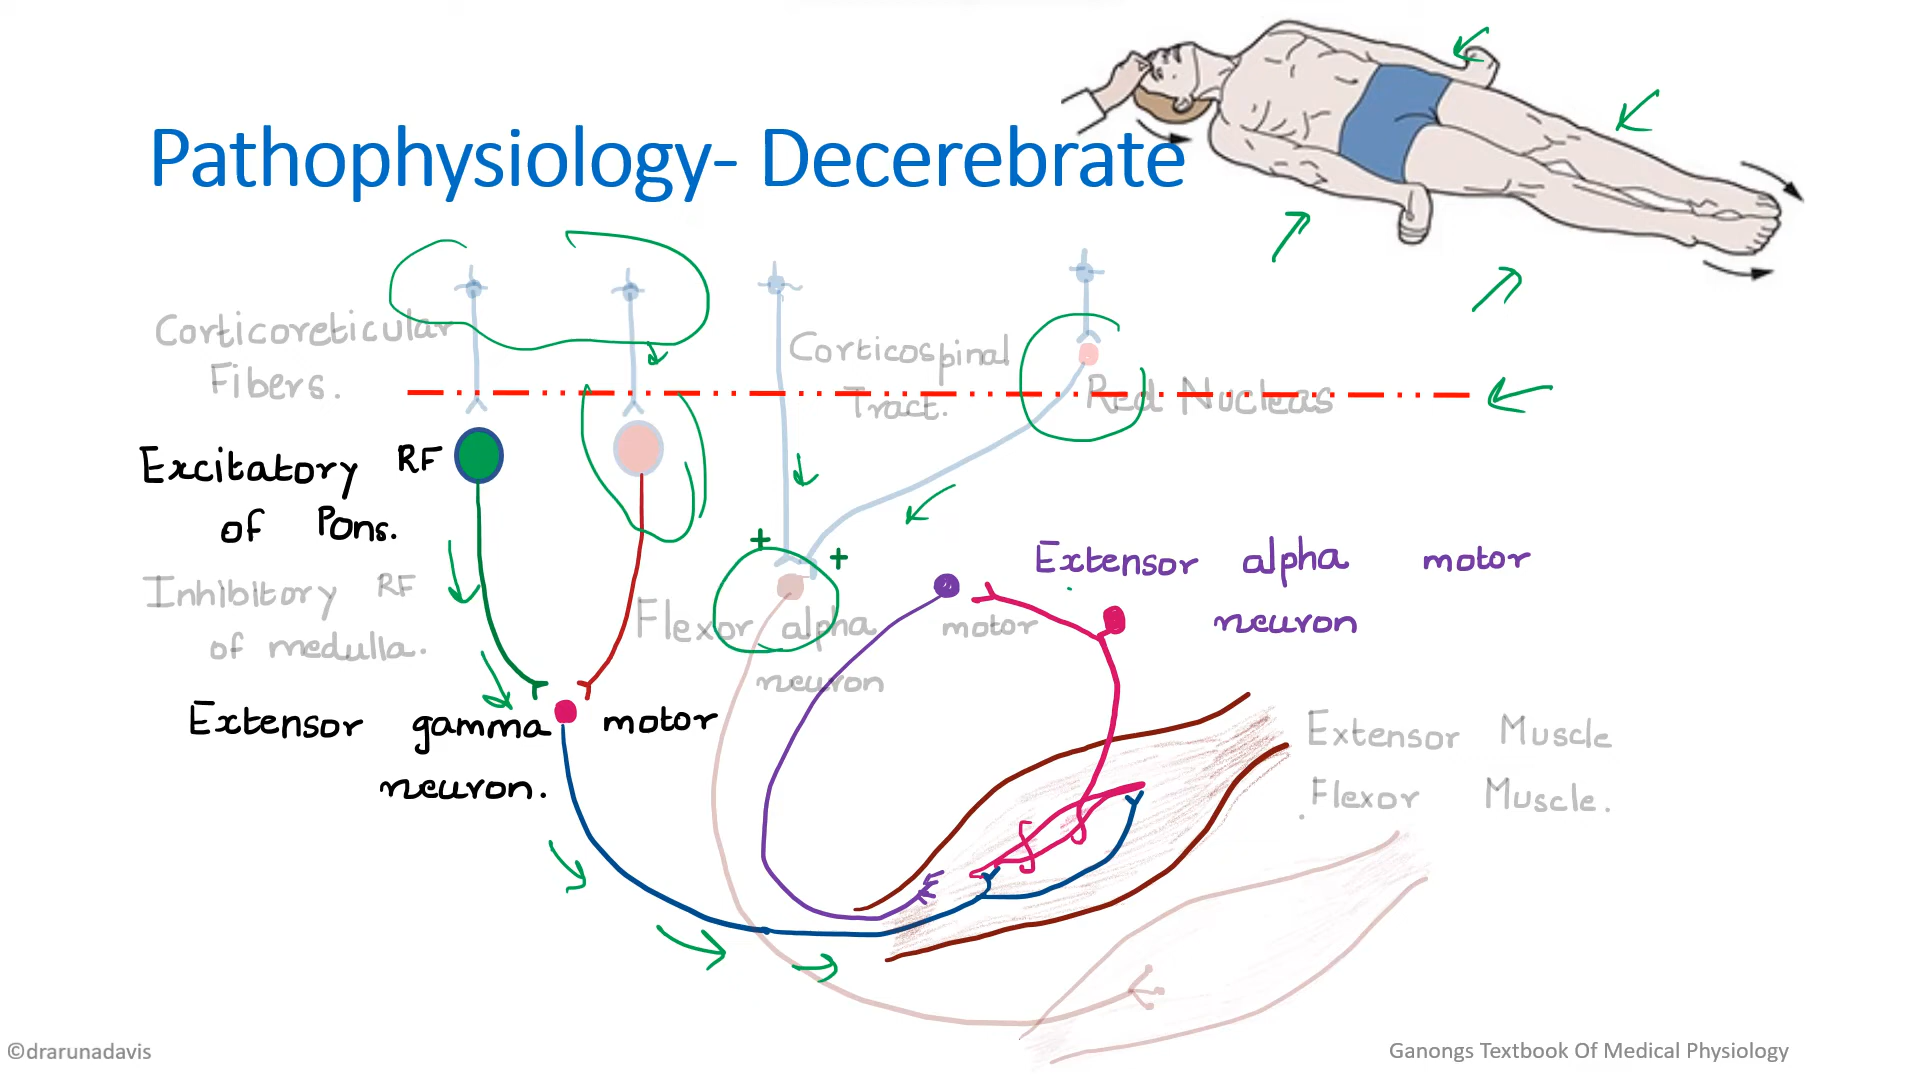 Pathophysiology- Decerebrate
Corticoreticular
Fibers.
Corticospinal
Tract.
Red Nucleus
Excitatory RF
of Pons.
Inhibitory RF
of medulla.
Extensor alpha motor
neuron
Flexor alpha motor
neuron
Extensor gamma motor
neuron.
Extensor Muscle
Flexor Muscle.
+
+
©drarunadavis
Ganongs Textbook Of Medical Physiology